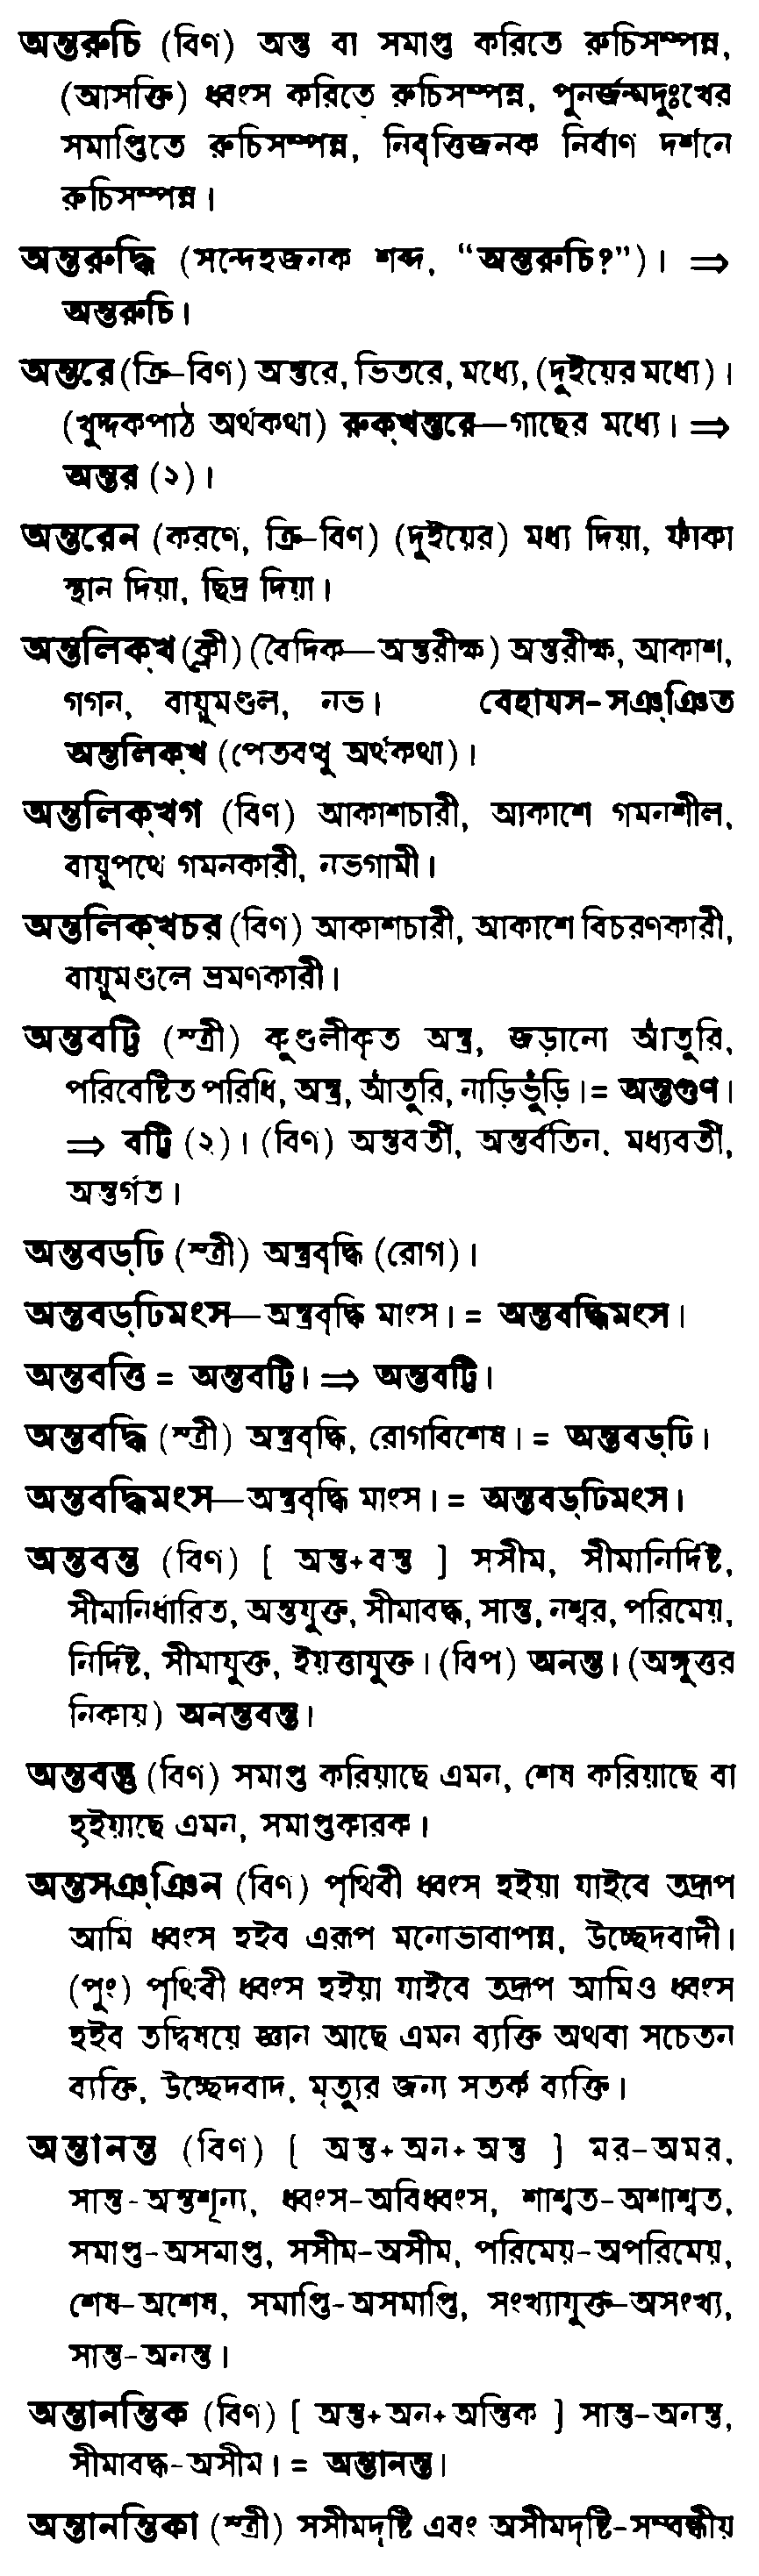 অন্তরুচি (বিণ) অন্ত বা সমাপ্ত করিতে রুচিসম্পন্ন,
(আসক্তি) ধ্বংস করিতে রুচিসম্পন্ন, পুনর্জন্মদুঃখের
সমাপ্তিতে রুচিসম্পন্ন, নিবৃত্তিজনক নির্বাণ দর্শনে
রুচিসম্পন্ন।
অন্তরুদ্ধি (সন্দেহজনক শব্দ, “অন্তরুচি?”)। ⇒
অন্তরুচি।
অন্তরে (ক্রি-বিণ) অন্তরে, ভিতরে, মধ্যে, (দুইয়ের মধ্যে)।
(খুদ্দকপাঠ অর্থকথা) রুক্‌খন্তরে—গাছের মধ্যে। ⇒
অন্তর (২)।
অন্তরেন (করণে, ক্রি-বিণ) (দুইয়ের) মধ্য দিয়া, ফাঁকা
স্থান দিয়া, ছিদ্র দিয়া।
অন্তলিক্‌খ (ক্লী) (বৈদিক—অন্তরীক্ষ) অন্তরীক্ষ, আকাশ,
গগন, বায়ুমণ্ডল, নভ। বেহাযস-সঞ্‌ঞিত
অন্তলিক্‌খ (পেতবত্থু অর্থকথা)।
অন্তলিক্‌খগ (বিণ) আকাশচারী, আকাশে গমনশীল,
বায়ুপথে গমনকারী, নভগামী।
অন্তলিক্‌খচর (বিণ) আকাশচারী, আকাশে বিচরণকারী,
বায়ুমণ্ডলে ভ্রমণকারী।
অন্তবট্টি (স্ত্রী) কুণ্ডলীকৃত অন্ত্র, জড়ানো আঁতুরি,
পরিবেষ্টিত পরিধি, অন্ত্র, আঁতুরি, নাড়িভুঁড়ি। = অন্তগুণ।
⇒ বট্টি (২)। (বিণ) অন্তবর্তী, অন্তর্বতিন, মধ্যবর্তী,
অন্তর্গত।
অন্তবড়্‌ঢি (স্ত্রী) অন্ত্রবৃদ্ধি (রোগ)।
অন্তবড়্‌ঢিমংস—অন্ত্রবৃদ্ধি মাংস। = অন্তবদ্ধিমংস।
অন্তবত্তি = অন্তবট্টি। ⇒ অন্তবট্টি।
অন্তবদ্ধি (স্ত্রী) অন্ত্রবৃদ্ধি, রোগবিশেষ। = অন্তবড়্‌ঢি।
অন্তবদ্ধিমংস—অন্ত্রবৃদ্ধি মাংস। = অন্তবড়্‌ঢিমংস।
অন্তবন্ত (বিণ) [ অন্ত+বন্ত ] সসীম, সীমানির্দিষ্ট,
সীমানির্ধারিত, অন্তযুক্ত, সীমাবদ্ধ, সান্ত, নশ্বর, পরিমেয়,
নির্দিষ্ট, সীমাযুক্ত, ইয়ত্তাযুক্ত। (বিপ) অনন্ত। (অঙ্গুত্তর
নিকায়) অনন্তবন্ত।
অন্তবন্তু (বিণ) সমাপ্ত করিয়াছে এমন, শেষ করিয়াছে বা
হইয়াছে এমন, সমাপ্তকারক।
অন্তসঞ্‌ঞিন (বিণ) পৃথিবী ধ্বংস হইয়া যাইবে তদ্রূপ
আমি ধ্বংস হইব এরূপ মনোভাবাপন্ন, উচ্ছেদবাদী।
(পুং) পৃথিবী ধ্বংস হইয়া যাইবে তদ্রূপ আমিও ধ্বংস
হইব তদ্বিষয়ে জ্ঞান আছে এমন ব্যক্তি অথবা সচেতন
ব্যক্তি, উচ্ছেদবাদ, মৃত্যুর জন্য সতর্ক ব্যক্তি।
অন্তানন্ত (বিণ) [ অন্ত+অন+অন্ত ] মর-অমর,
সান্ত-অন্তশূন্য, ধ্বংস-অবিধ্বংস, শাশ্বত-অশাশ্বত,
সমাপ্ত-অসমাপ্ত, সসীম-অসীম, পরিমেয়-অপরিমেয়,
শেষ-অশেষ, সমাপ্তি-অসমাপ্তি, সংখ্যাযুক্ত-অসংখ্য,
সান্ত-অনন্ত।
অন্তানন্তিক (বিণ) [ অন্ত+অন+অন্তিক ] সান্ত-অনন্ত,
সীমাবদ্ধ-অসীম। = অন্তানন্ত।
অন্তানন্তিকা (স্ত্রী) সসীমদৃষ্টি এবং অসীমদৃষ্টি-সম্বন্ধীয়